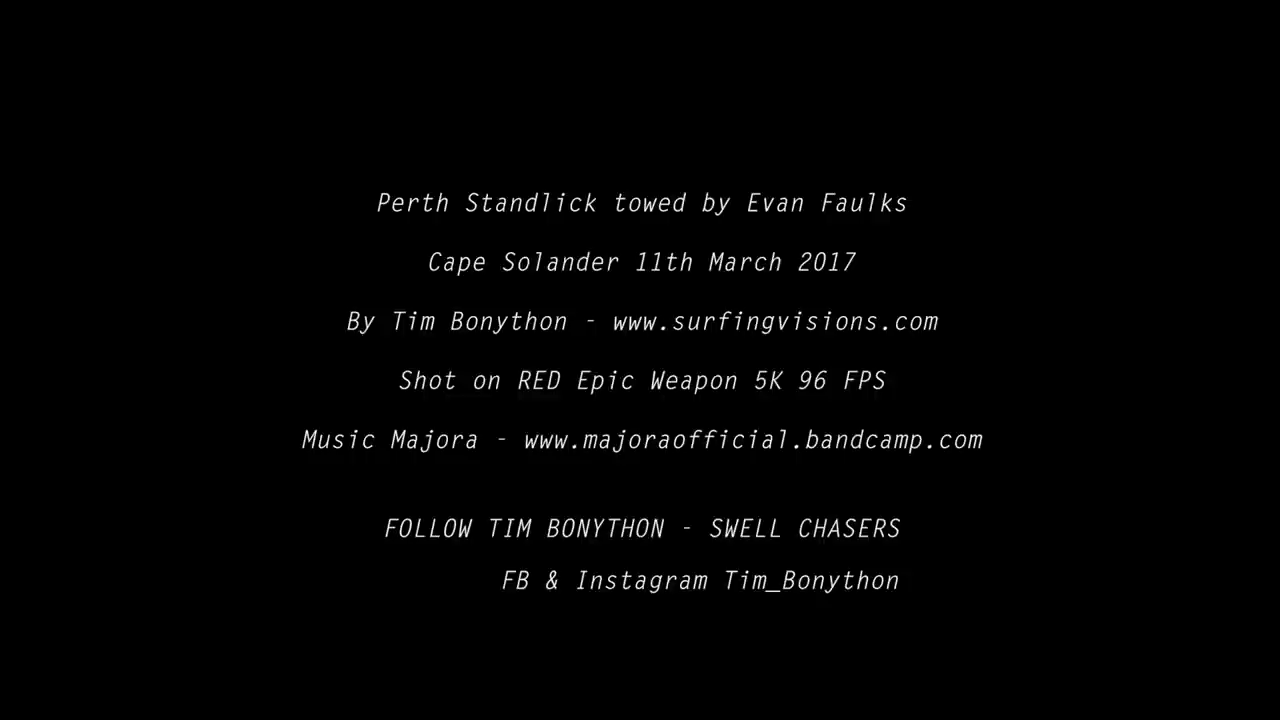 Perth Standlick towed by Evan Faulks
Cape Solander 11th March 2017
By Tim Bonython - www.surfingvisions.com
Shot on RED Epic Weapon 5K 96 FPS
Music Majora - www.majoraofficial.bandcamp.com
FOLLOW TIM BONYTHON - SWELL CHASERS
FB & Instagram Tim_Bonython